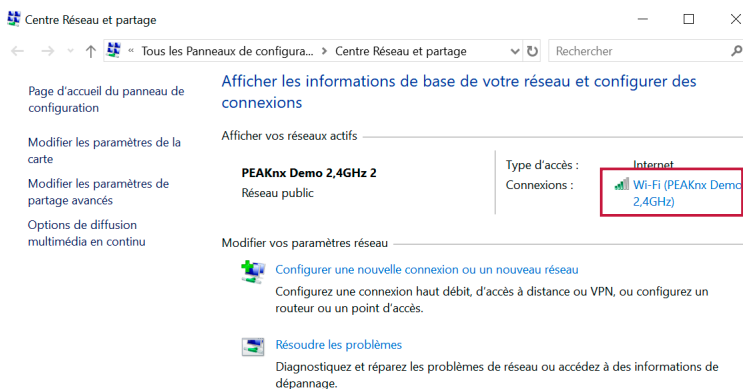 Centre Réseau et partage
« Tous les Panneaux de configura... > Centre Réseau et partage
Rechercher
Page d'accueil du panneau de
configuration
Modifier les paramètres de la
carte
Modifier les paramètres de
partage avancés
Options de diffusion
multimédia en continu
Afficher les informations de base de votre réseau et configurer des
connexions
Afficher vos réseaux actifs
PEAKnx Demo 2,4GHz 2
Réseau public
Type d'accès : Internet
Connexions : Wi-Fi (PEAKnx Demo
2,4GHz)
Modifier vos paramètres réseau
Configurer une nouvelle connexion ou un nouveau réseau
Configurez une connexion haut débit, d'accès à distance ou VPN, ou configurez un
routeur ou un point d'accès.
Résoudre les problèmes
Diagnostiquez et réparez les problèmes de réseau ou accédez à des informations de
dépannage.